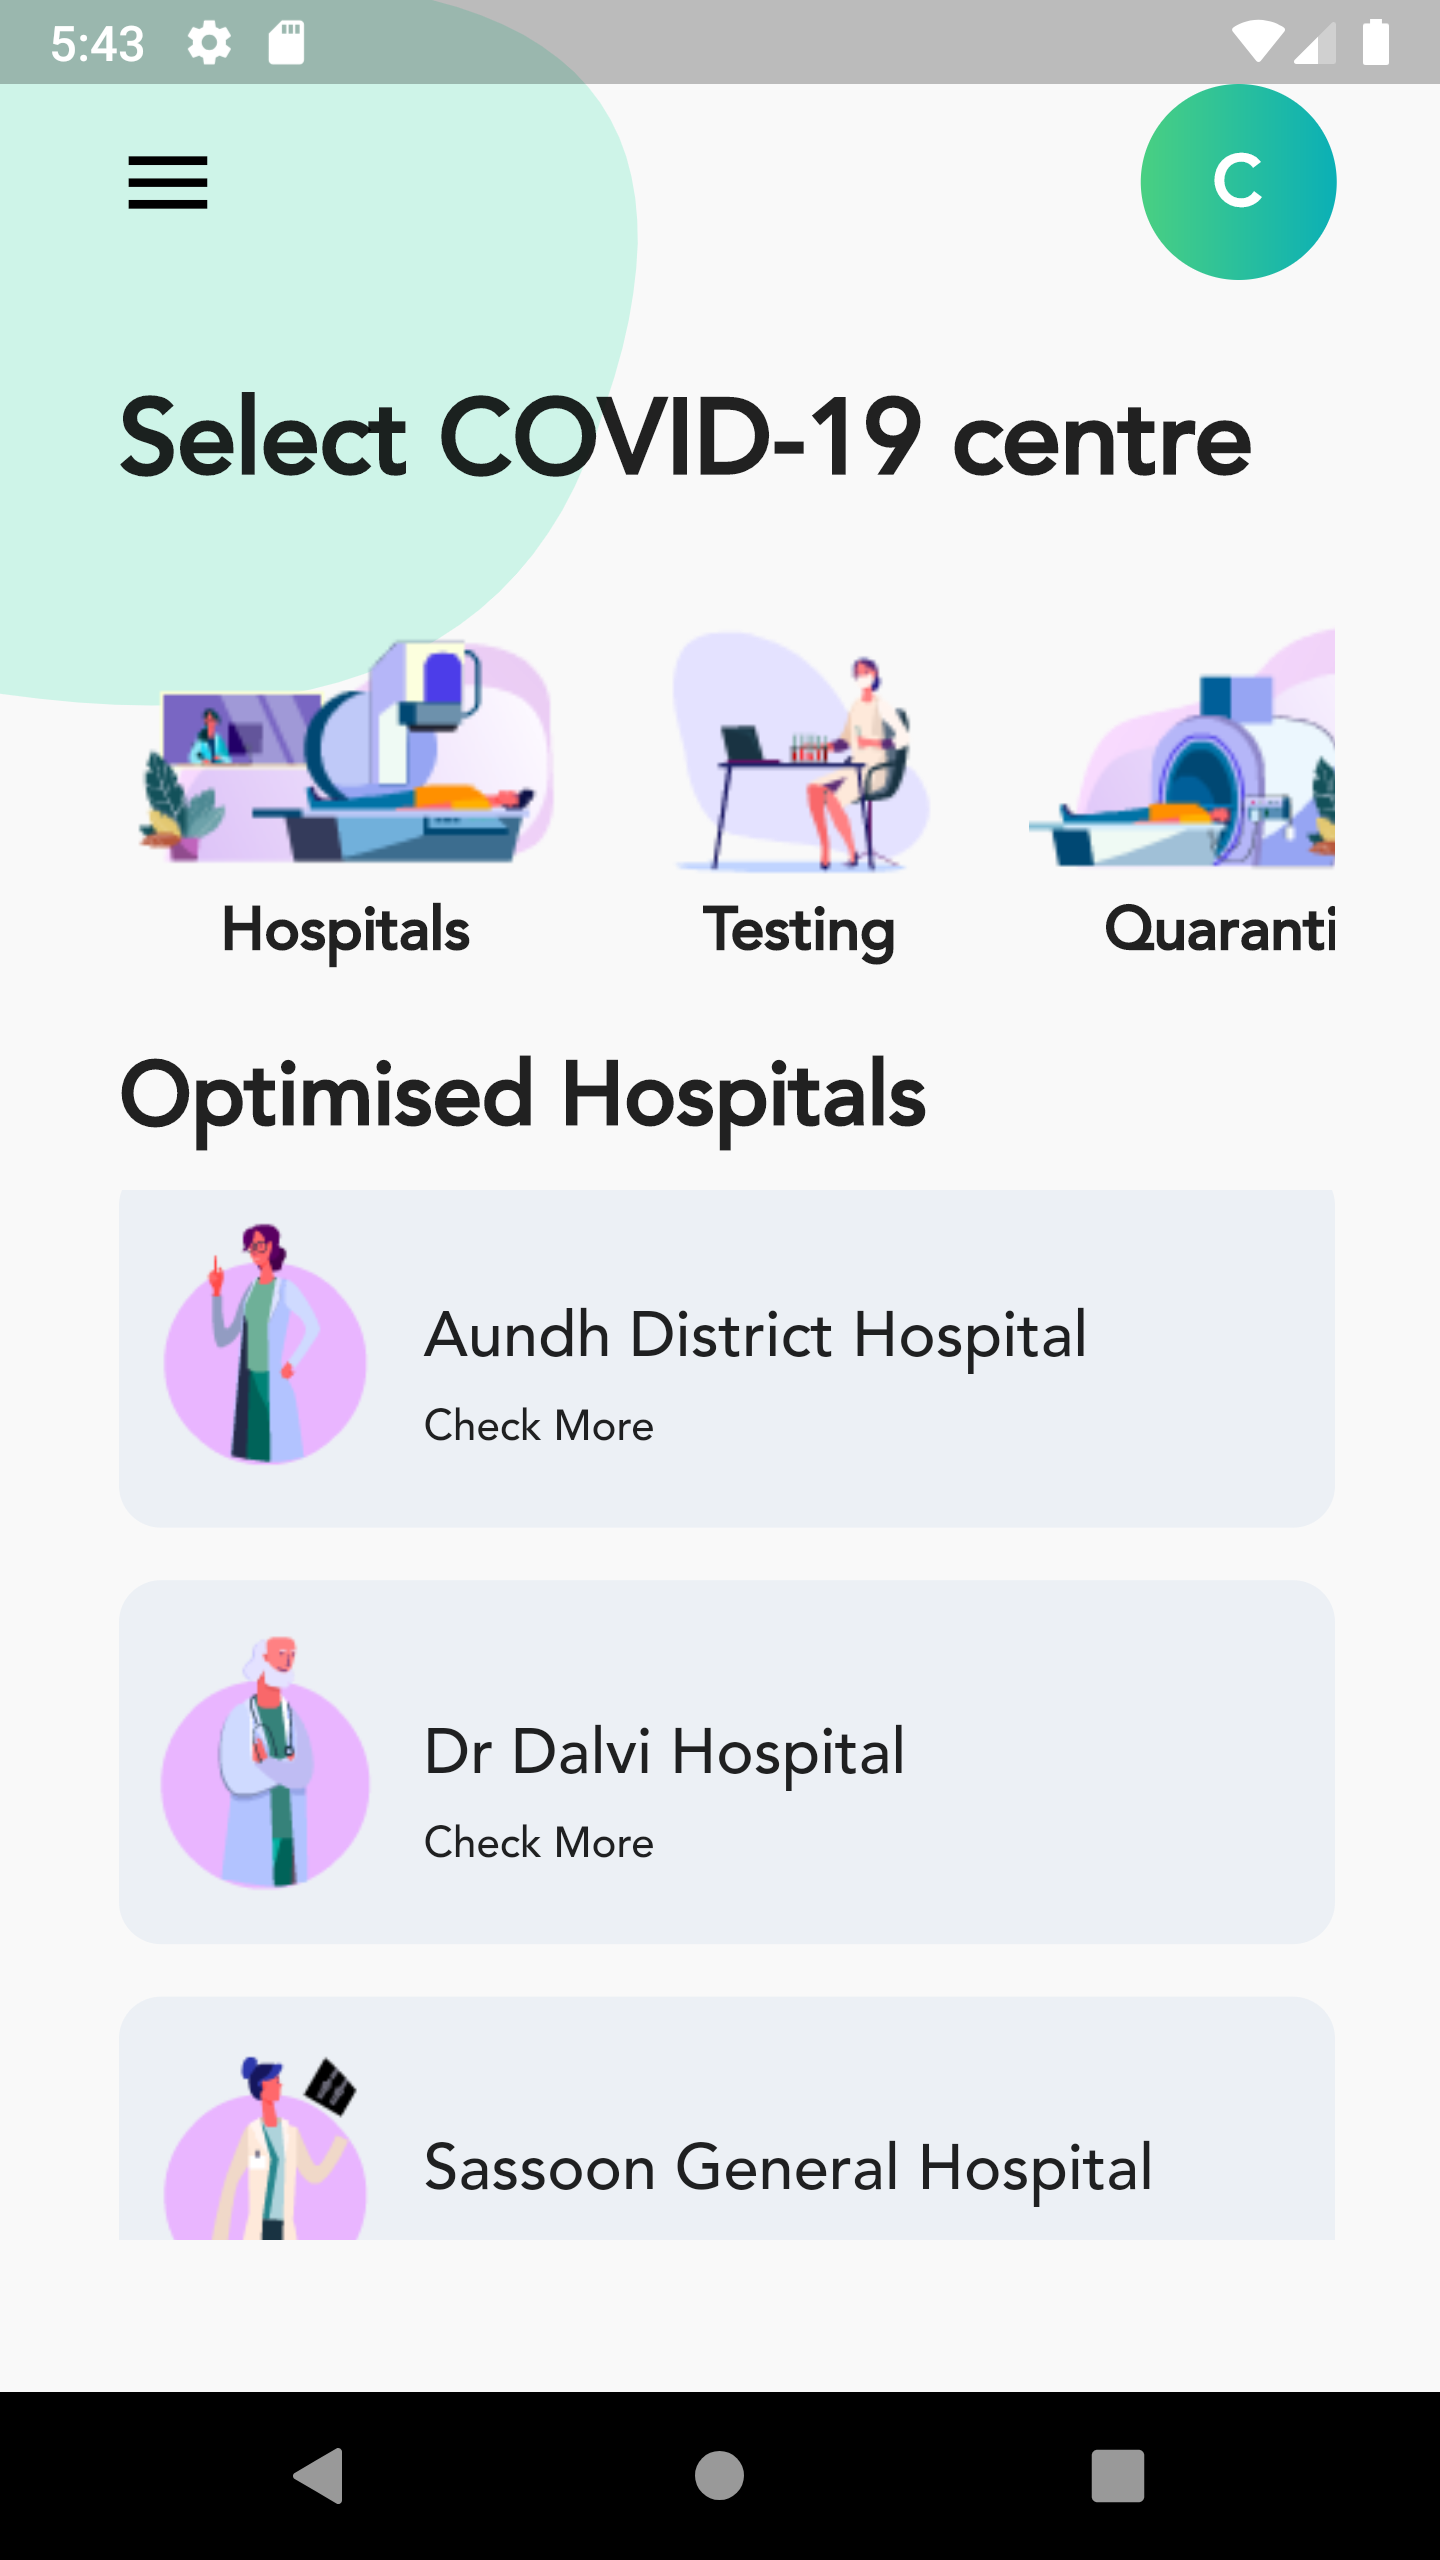 5:43
C
Select COVID-19 centre
Hospitals
Testing
Quaranti
Optimised Hospitals
Aundh District Hospital
Check More
Dr Dalvi Hospital
Check More
Sassoon General Hospital